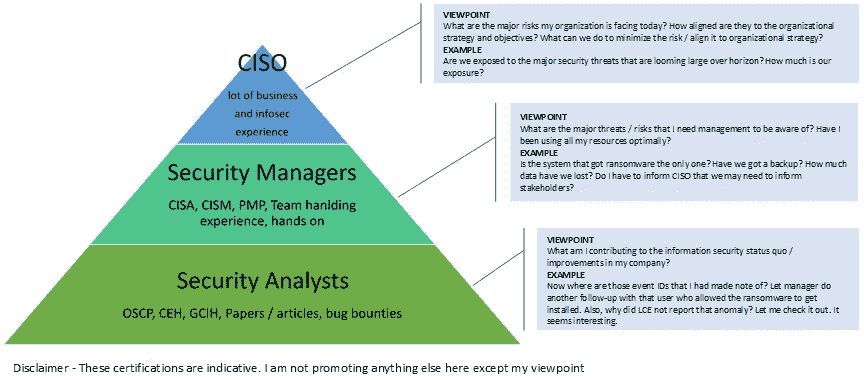 CISO
lot of business
and infosec
experience
Security Managers
CISA, CISM, PMP, Team hanlding
experience, hands on
Security Analysts
OSCP, CEH, GCIH, Papers / articles, bug bounties
VIEWPOINT
What are the major risks my organization is facing today? How aligned are they to the organizational
strategy and objectives? What can we do to minimize the risk / align it to organizational strategy?
EXAMPLE
Are we exposed to the major security threats that are looming large over horizon? How much is our
exposure?
VIEWPOINT
What are the major threats / risks that I need management to be aware of? Have I
been using all my resources optimally?
EXAMPLE
Is the system that got ransomware the only one? Have we got a backup? How much
data have we lost? Do I have to inform CISO that we may need to inform
stakeholders?
VIEWPOINT
What am I contributing to the information security status quo /
improvements in my company?
EXAMPLE
Now where are those event IDs that I had made note of? Let manager do
another follow-up with that user who allowed the ransomware to get
installed. Also, why did LCE not report that anomaly? Let me check it out. It
seems interesting.
Disclaimer - These certifications are indicative. I am not promoting anything else here except my viewpoint